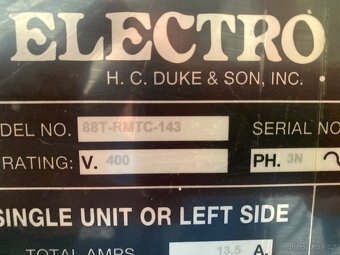 ELECTRO
H. C. DUKE & SON, INC.
DEL NO. 88T-RMTC-143 SERIAL NO
RATING: V. 400 PH. 3N
SINGLE UNIT OR LEFT SIDE
TOTAL AMPS 13.5 A.